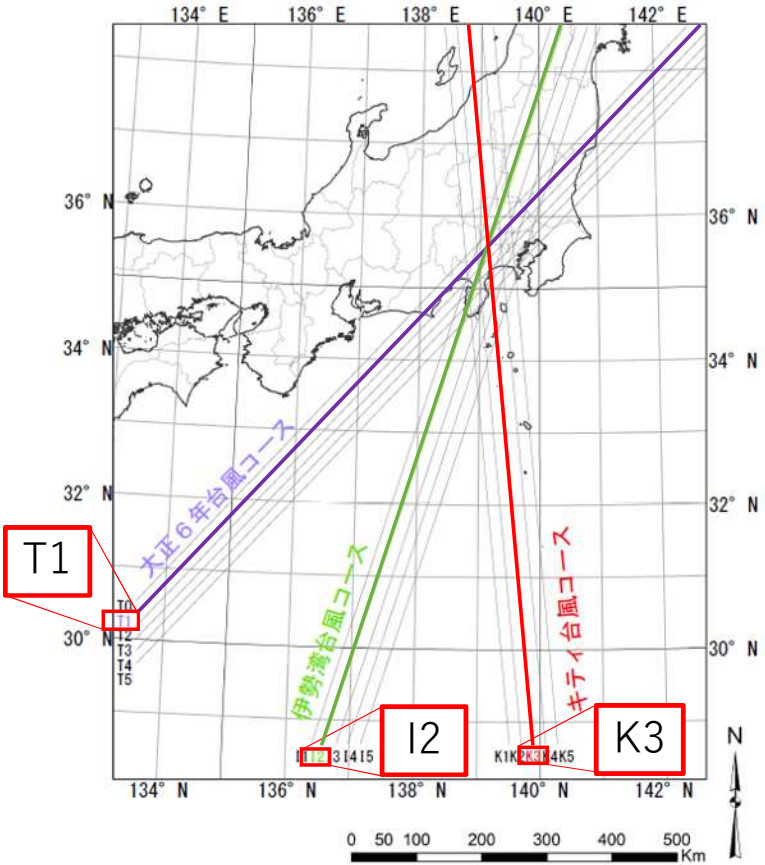 134° E 136° E 138° E 140° E 142° E
36° N
36° N
34° N
34° N
32° N
32° N
30° N
30° N
大正6年台風コース
伊勢湾台風コース
キティ台風コース
T1
T0
T1
T2
T3
T4
T5
I2
K3
I1 I2 3 I4 I5
K1 K2 K3 K4 K5
134° N 136° N 138° N 140° N 142° N
N
0 50 100 200 300 400 500
Km